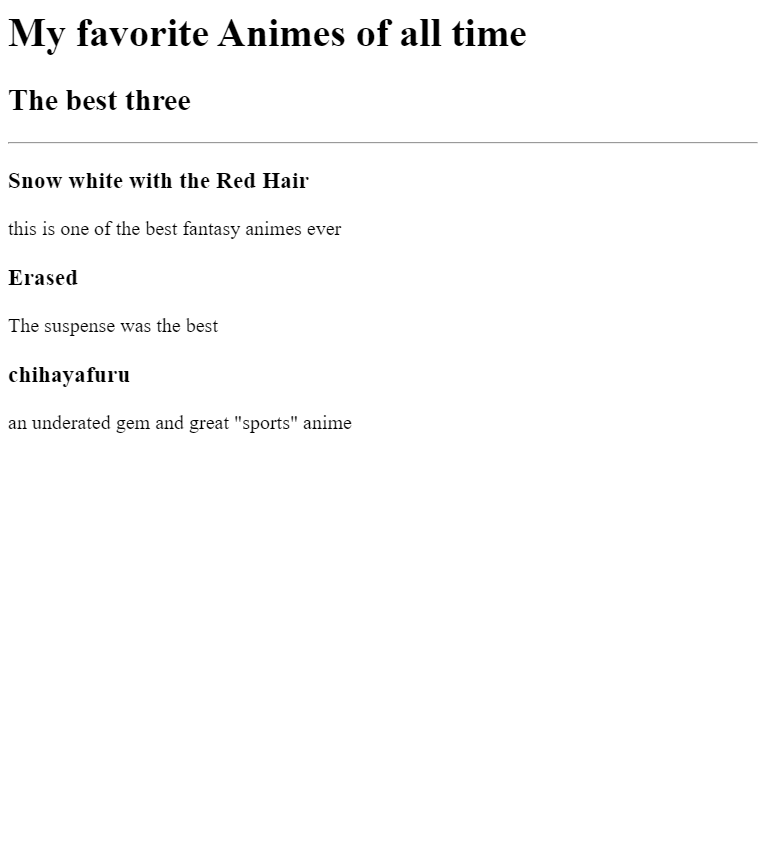 My favorite Animes of all time
The best three
Snow white with the Red Hair
this is one of the best fantasy animes ever
Erased
The suspense was the best
chihayafuru
an underated gem and great "sports" anime